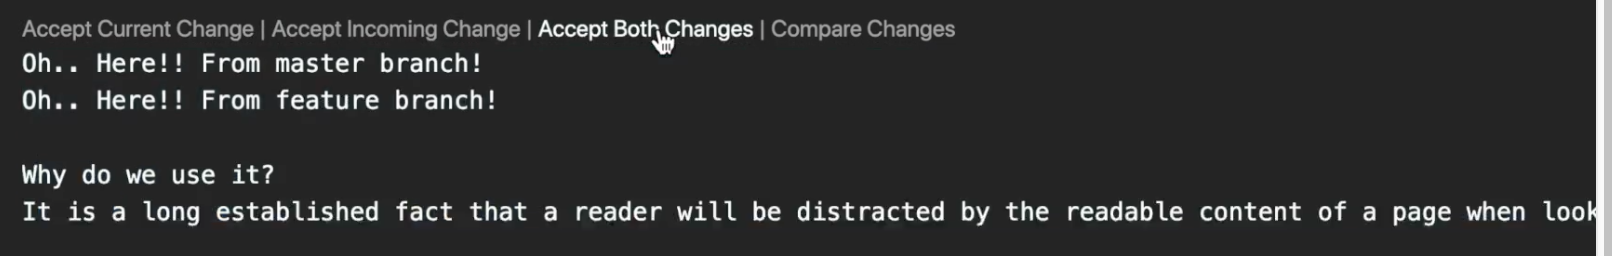 Accept Current Change | Accept Incoming Change | Accept Both Changes | Compare Changes
Oh.. Here!! From master branch!
Oh.. Here!! From feature branch!
Why do we use it?
It is a long established fact that a reader will be distracted by the readable content of a page when look